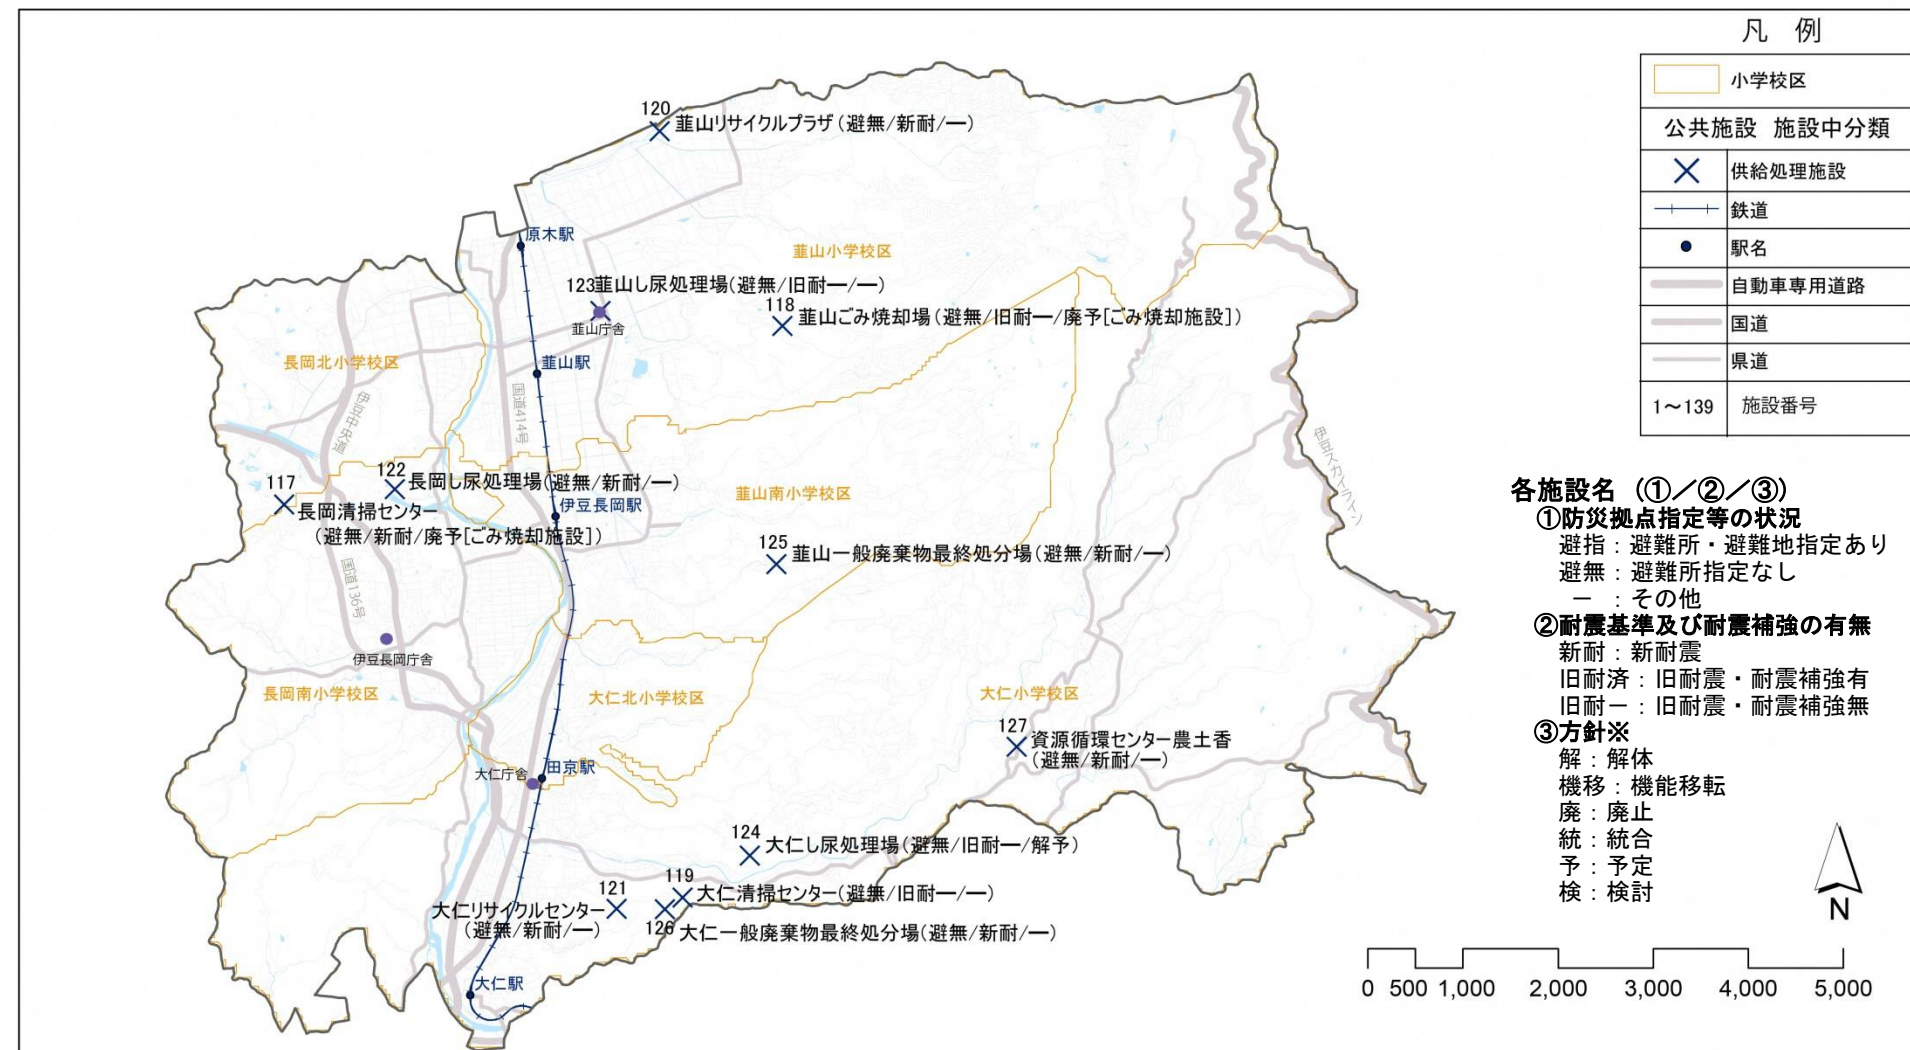 凡 例
小学校区
公共施設 施設中分類
供給処理施設
鉄道
駅名
自動車専用道路
国道
県道
1～139 施設番号
120
韮山リサイクルプラザ(避無/新耐/―)
原木駅
韮山小学校区
123韮山し尿処理場(避無/旧耐―/―)
118
韮山ごみ焼却場(避無/旧耐―/廃予[ごみ焼却施設])
韮山庁舎
長岡北小学校区
韮山駅
国道414号
伊豆中央道
伊豆スカイライン
117
122
長岡し尿処理場(避無/新耐/―)
長岡清掃センター
(避無/新耐/廃予[ごみ焼却施設])
伊豆長岡駅
韮山南小学校区
125
韮山一般廃棄物最終処分場(避無/新耐/―)
国道136号
伊豆長岡庁舎
長岡南小学校区
大仁北小学校区
大仁小学校区
127
資源循環センター農土香
(避無/新耐/―)
大仁庁舎
田京駅
124
大仁し尿処理場(避無/旧耐―/解予)
119
大仁清掃センター(避無/旧耐―/―)
121
大仁リサイクルセンター
(避無/新耐/―)
126
大仁一般廃棄物最終処分場(避無/新耐/―)
大仁駅
各施設名 (①／②／③)
①防災拠点指定等の状況
避指：避難所・避難地指定あり
避無：避難所指定なし
－ ：その他
②耐震基準及び耐震補強の有無
新耐：新耐震
旧耐済：旧耐震・耐震補強有
旧耐－：旧耐震・耐震補強無
③方針※
解：解体
機移：機能移転
廃：廃止
統：統合
予：予定
検：検討
N
0 500 1,000 2,000 3,000 4,000 5,000